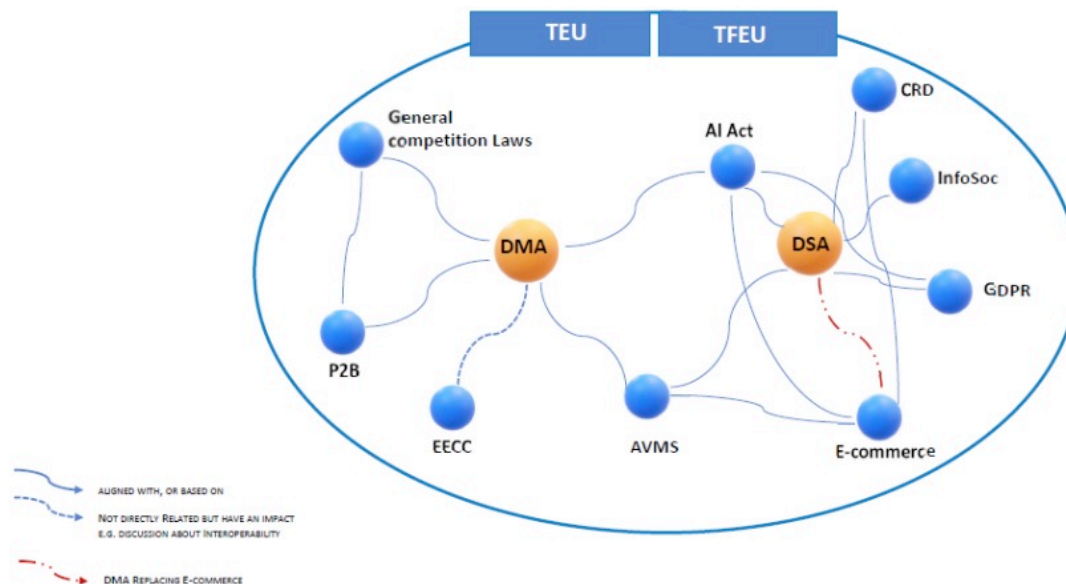 TEU
TFEU
CRD
General
competition Laws
AI Act
InfoSoc
DMA
DSA
GDPR
P2B
EECC
AVMS
E-commerce
ALIGNED WITH, OR BASED ON
NOT DIRECTLY RELATED BUT HAVE AN IMPACT
E.G. DISCUSSION ABOUT INTEROPERABILITY
DMA REPLACING E-COMMERCE